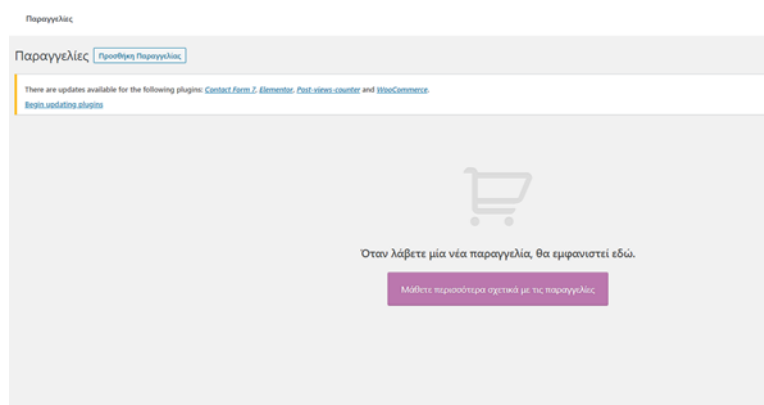 Παραγγελίες
Παραγγελίες Προσθήκη Παραγγελίας
There are updates available for the following plugins: Contact Form 7, Elementor, Post-views-counter and WooCommerce.
Begin updating plugins
Όταν λάβετε μία νέα παραγγελία, θα εμφανιστεί εδώ.
Μάθετε περισσότερα σχετικά με τις παραγγελίες